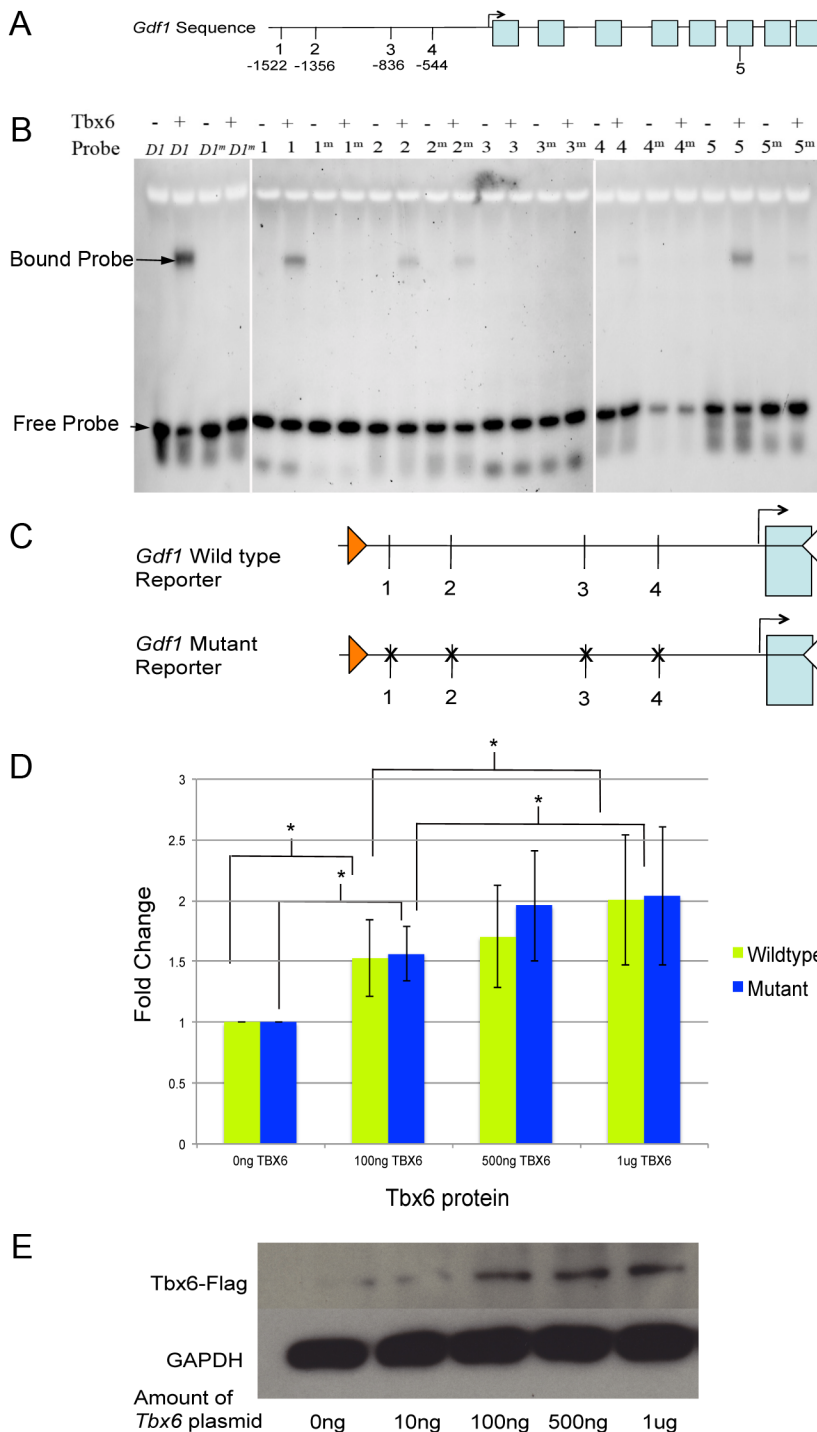 A
Gdf1 Sequence
1 2 3 4
-1522 -1356 -836 -544
5
B
Tbx6 - + - + - + - + - + - + - + - + - + - + - + - +
Probe D1 D1 D1ᵐ D1ᵐ 1 1 1ᵐ 1ᵐ 2 2 2ᵐ 2ᵐ 3 3 3ᵐ 3ᵐ 4 4 4ᵐ 4ᵐ 5 5 5ᵐ 5ᵐ
Bound Probe
Free Probe
C
Gdf1 Wild type
Reporter
1 2 3 4
Gdf1 Mutant
Reporter
X X X X
1 2 3 4
D
*
*
*
*
3
2.5
2
1.5
1
0.5
0
Fold Change
Wildtype
Mutant
0ng TBX6 100ng TBX6 500ng TBX6 1ug TBX6
Tbx6 protein
E
Tbx6-Flag
GAPDH
Amount of
Tbx6 plasmid 0ng 10ng 100ng 500ng 1ug